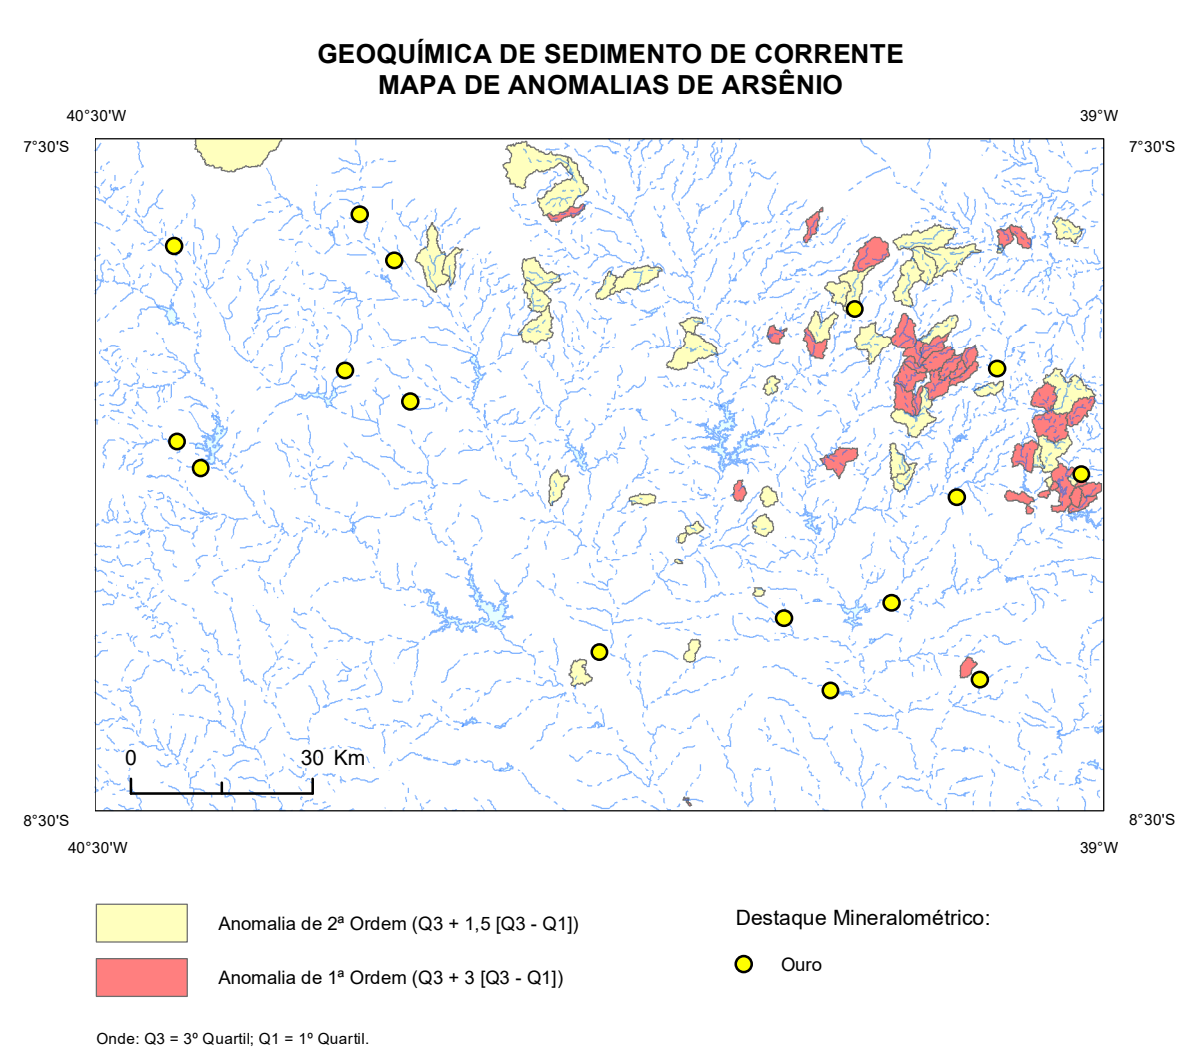 GEOQUÍMICA DE SEDIMENTO DE CORRENTE
MAPA DE ANOMALIAS DE ARSÊNIO
40°30'W
39°W
7°30'S
7°30'S
0
30 Km
8°30'S
8°30'S
40°30'W
39°W
Anomalia de 2ª Ordem (Q3 + 1,5 [Q3 - Q1])
Destaque Mineralométrico:
Ouro
Anomalia de 1ª Ordem (Q3 + 3 [Q3 - Q1])
Onde: Q3 = 3º Quartil; Q1 = 1º Quartil.